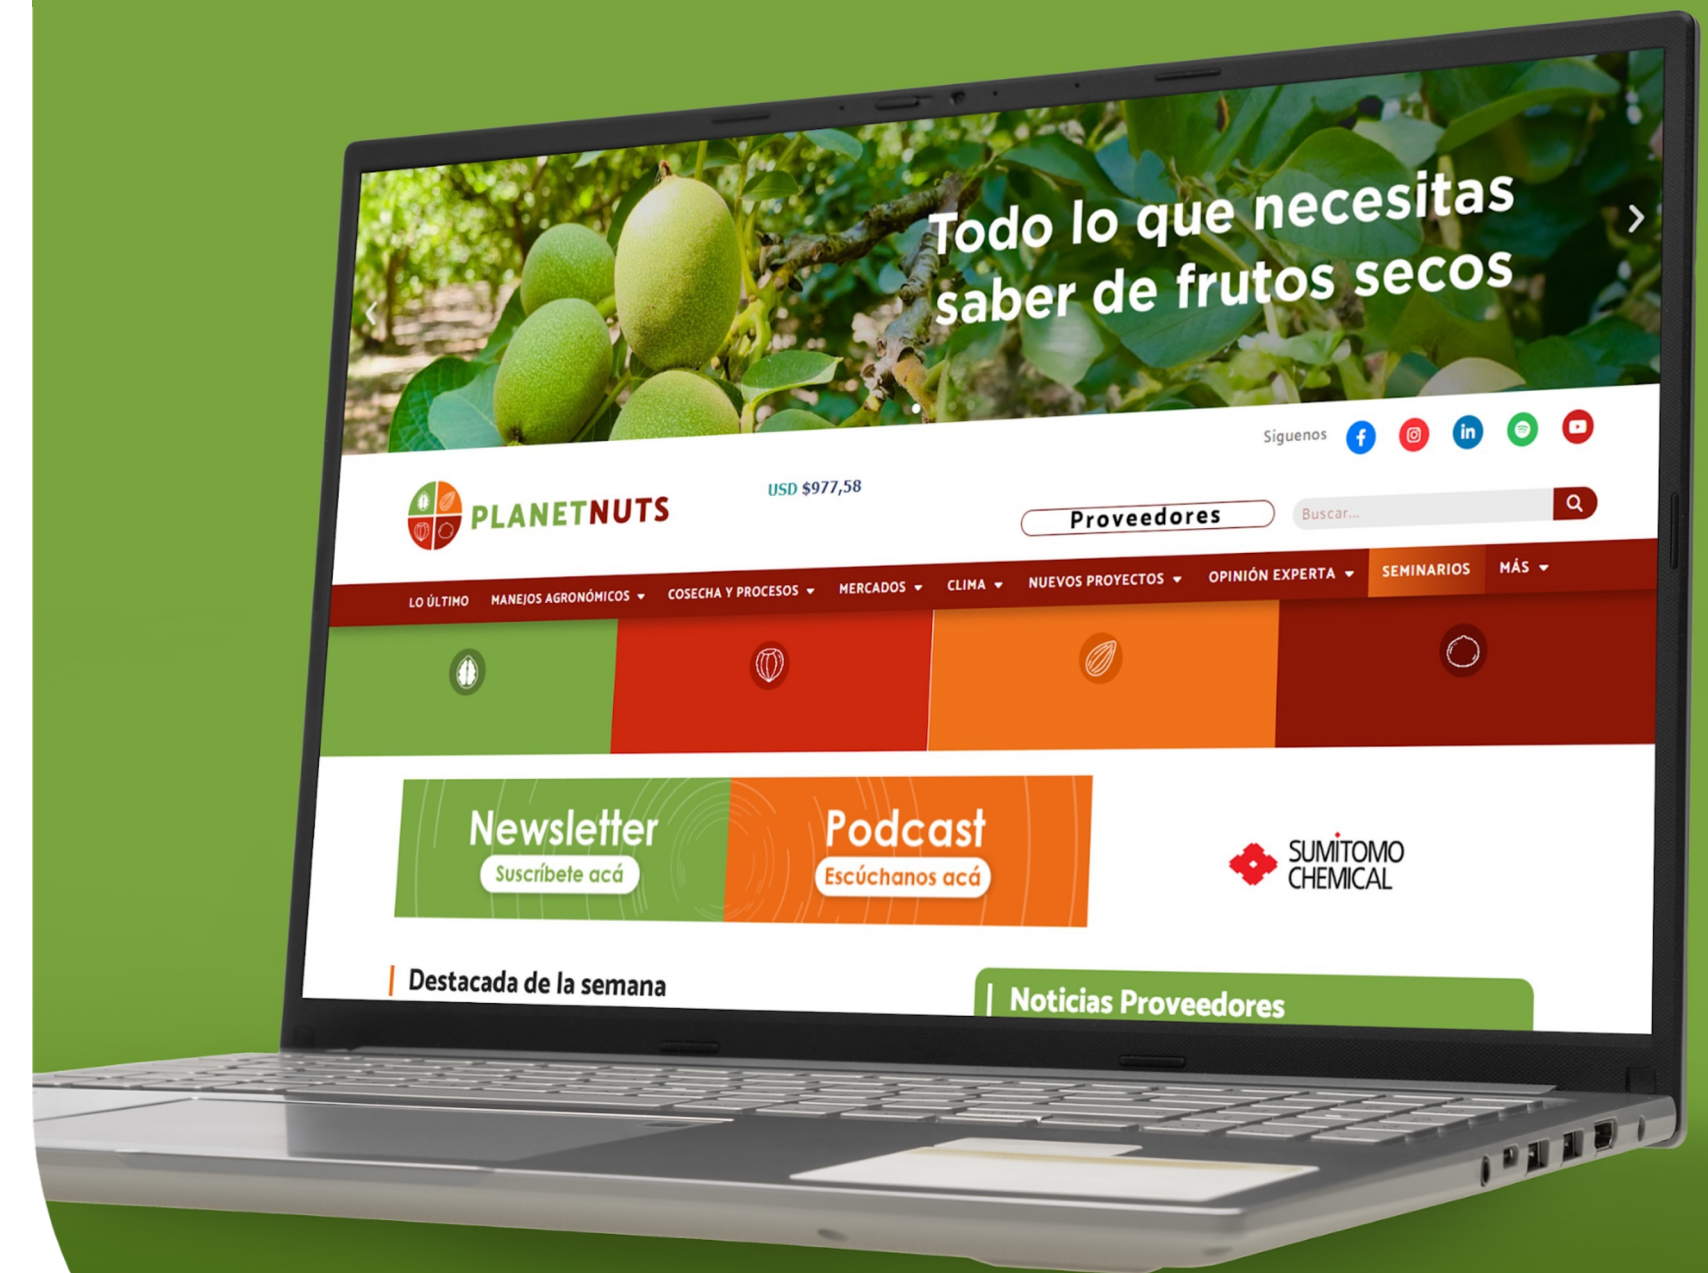 Todo lo que necesitas
saber de frutos secos
Síguenos
PLANETNUTS
USD $977,58
Proveedores
Buscar...
LO ÚLTIMO MANEJOS AGRONÓMICOS COSECHA Y PROCESOS MERCADOS CLIMA NUEVOS PROYECTOS OPINIÓN EXPERTA SEMINARIOS MÁS
Newsletter
Suscríbete acá
Podcast
Escúchanos acá
SUMİTOMO
CHEMICAL
Destacada de la semana
Noticias Proveedores